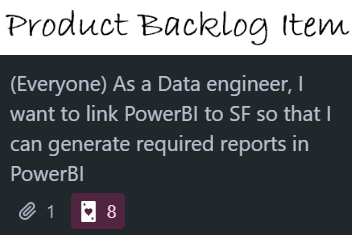 Product Backlog Item
(Everyone) As a Data engineer, I
want to link PowerBI to SF so that I
can generate required reports in
PowerBI
1 8